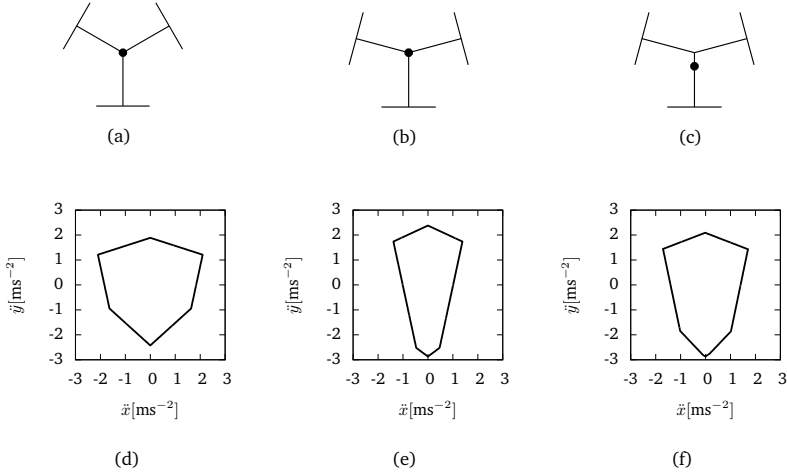 (a) (b) (c)
3 3 3
2 2 2
1 1 1
0 0 0
-1 -1 -1
-2 -2 -2
-3 -3 -3
ÿ[ms⁻²] ÿ[ms⁻²] ÿ[ms⁻²]
-3 -2 -1 0 1 2 3 -3 -2 -1 0 1 2 3 -3 -2 -1 0 1 2 3
ẍ[ms⁻²] ẍ[ms⁻²] ẍ[ms⁻²]
(d) (e) (f)